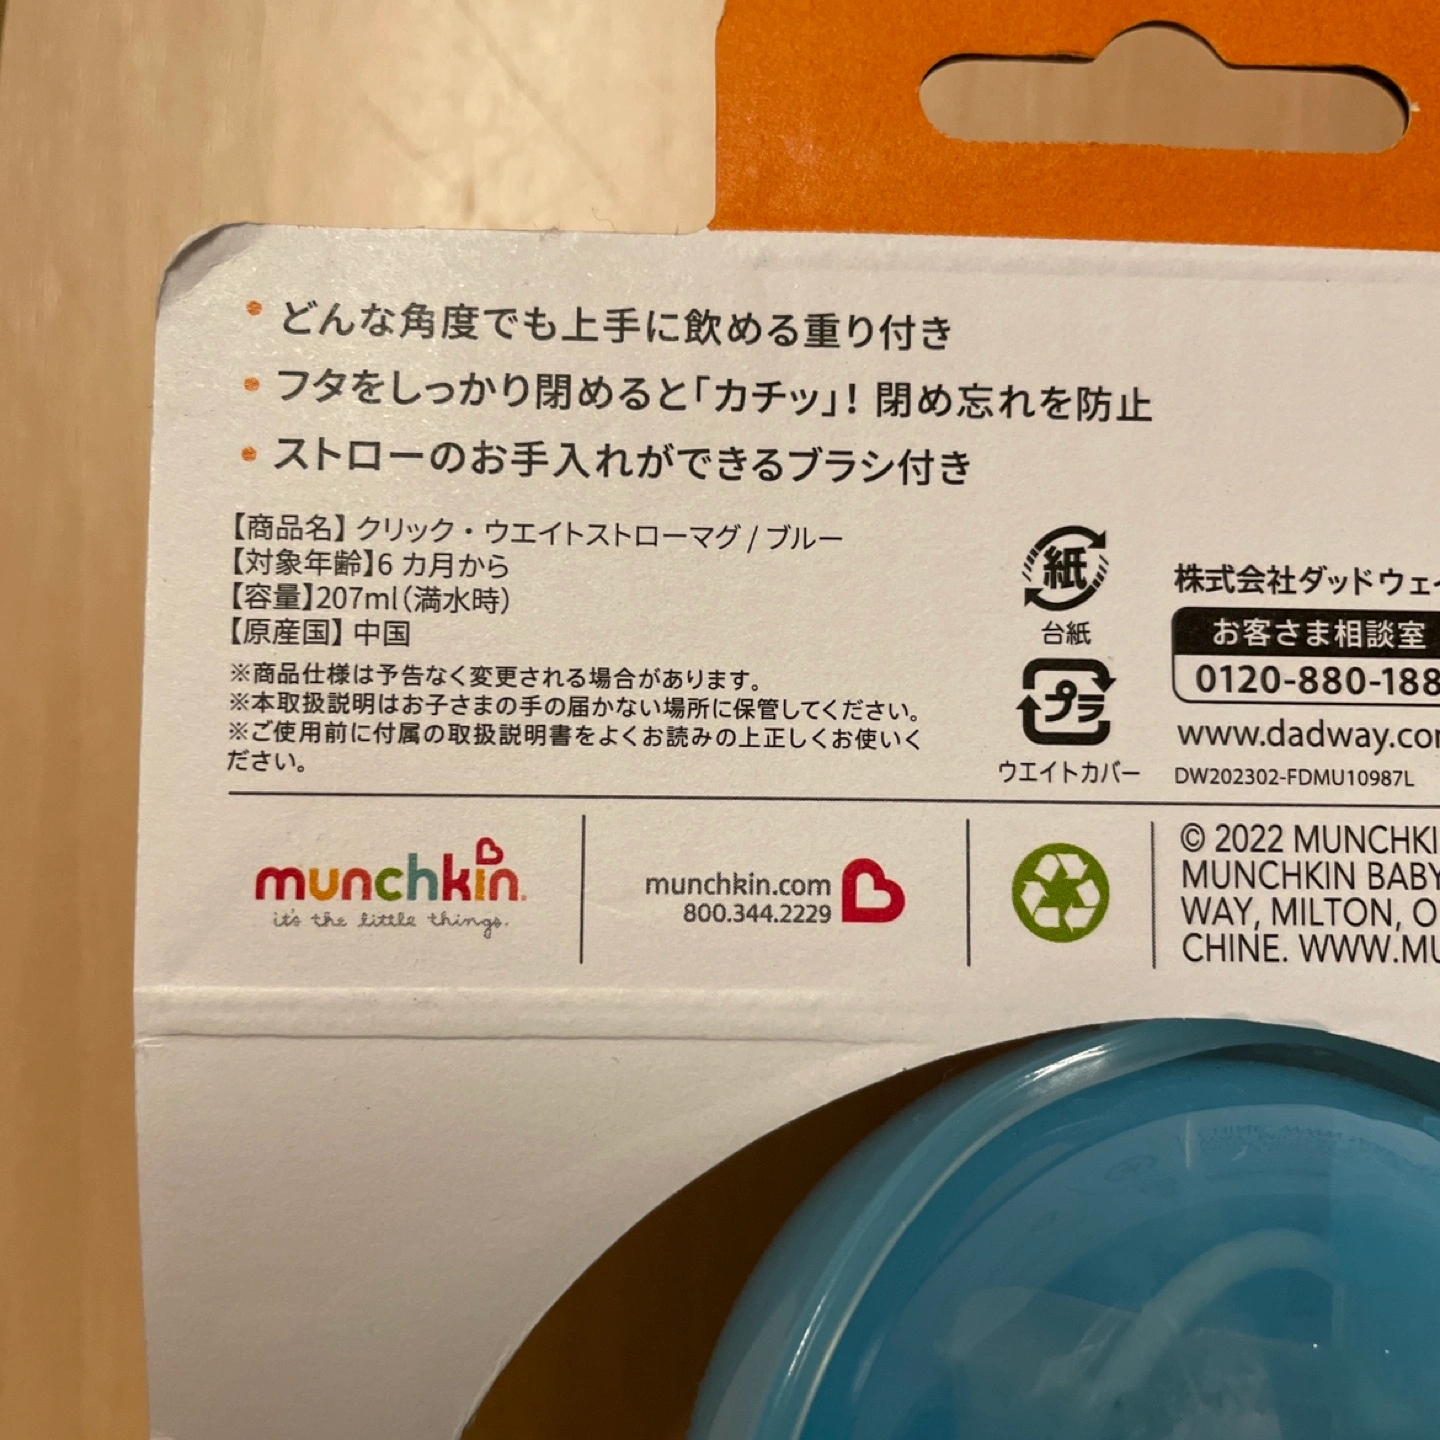 • どんな角度でも上手に飲める重り付き
• フタをしっかり閉めると「カチッ」! 閉め忘れを防止
• ストローのお手入れができるブラシ付き
【商品名】クリック・ウエイトストローマグ / ブルー
【対象年齢】6 カ月から
【容量】207ml(満水時)
【原産国】中国
※商品仕様は予告なく変更される場合があります。
※本取扱説明はお子さまの手の届かない場所に保管してください。
※ご使用前に付属の取扱説明書をよくお読みの上正しくお使いく
ださい。
紙
台紙
プラ
ウエイトカバー
株式会社ダッドウェイ
お客さま相談室
0120-880-188
www.dadway.com
DW202302-FDMU10987L
munchkin.
it's the little things.
munchkin.com
800.344.2229
© 2022 MUNCHKI
MUNCHKIN BABY
WAY, MILTON, O
CHINE. WWW.MU